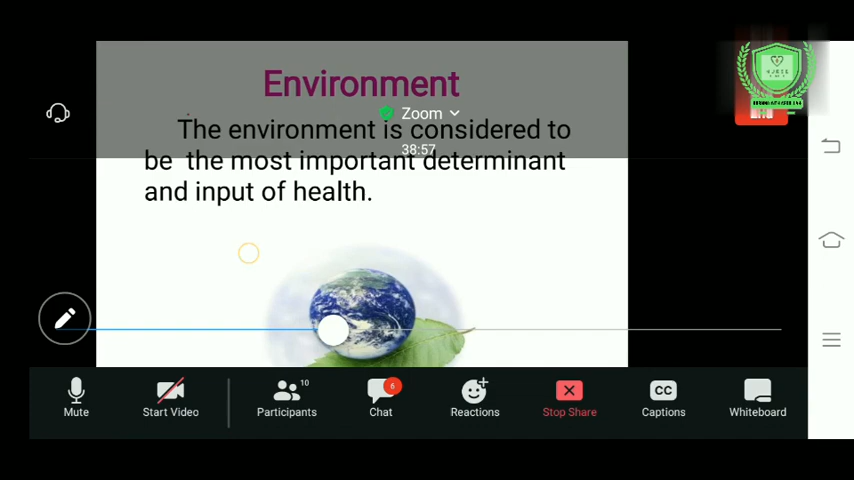 Environment
Zoom
The environment is considered to
38:57
be the most important determinant
and input of health.
10
6
Mute
Start Video
Participants
Chat
Reactions
Stop Share
CC
Captions
Whiteboard